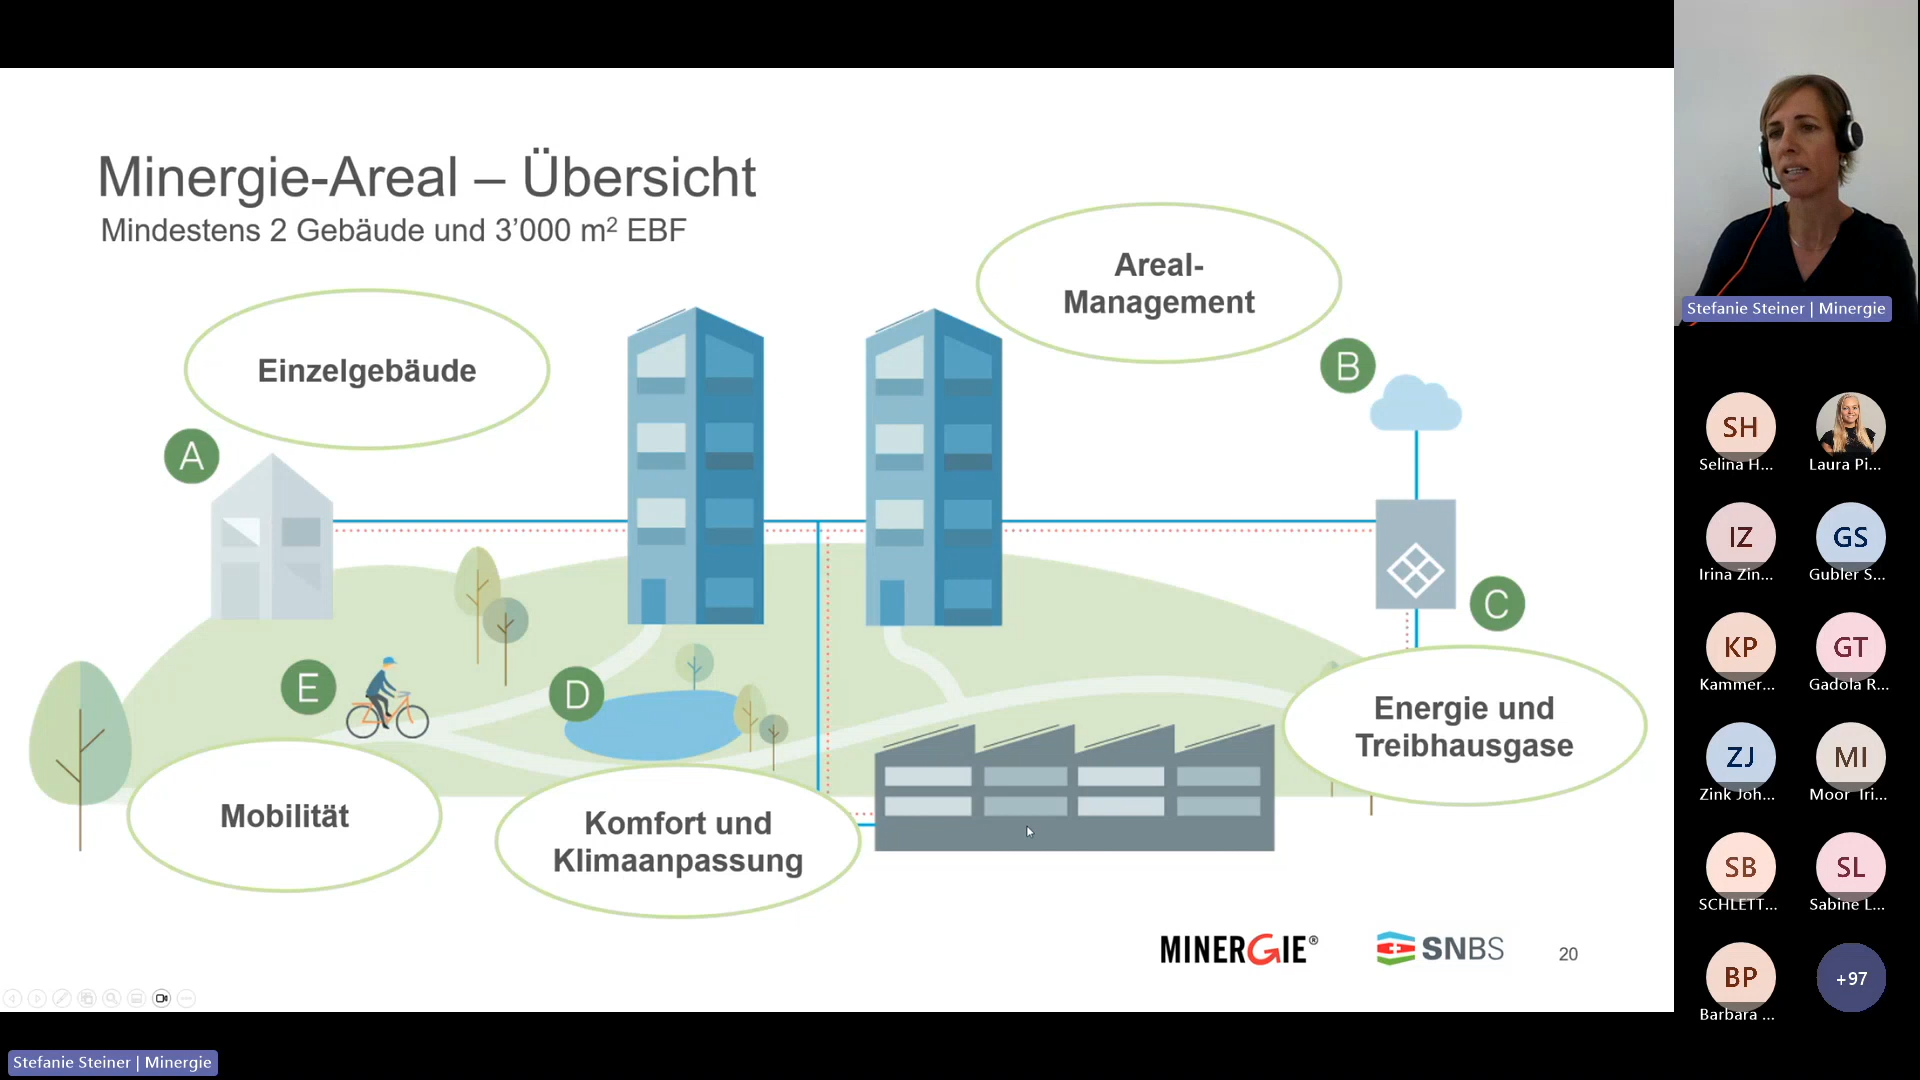 Minergie-Areal – Übersicht
Mindestens 2 Gebäude und 3’000 m² EBF
Areal-
Management
Einzelgebäude
B
A
C
E
D
Energie und
Treibhausgase
Mobilität
Komfort und
Klimaanpassung
MINERGIE®
SNBS
20
Stefanie Steiner | Minergie
Stefanie Steiner | Minergie
SH
Selina H...
Laura Pi...
IZ
Irina Zin...
GS
Gubler S...
KP
Kammer...
GT
Gadola R...
ZJ
Zink Joh...
MI
Moor Iri...
SB
SCHLETT...
SL
Sabine L...
BP
Barbara ...
+97